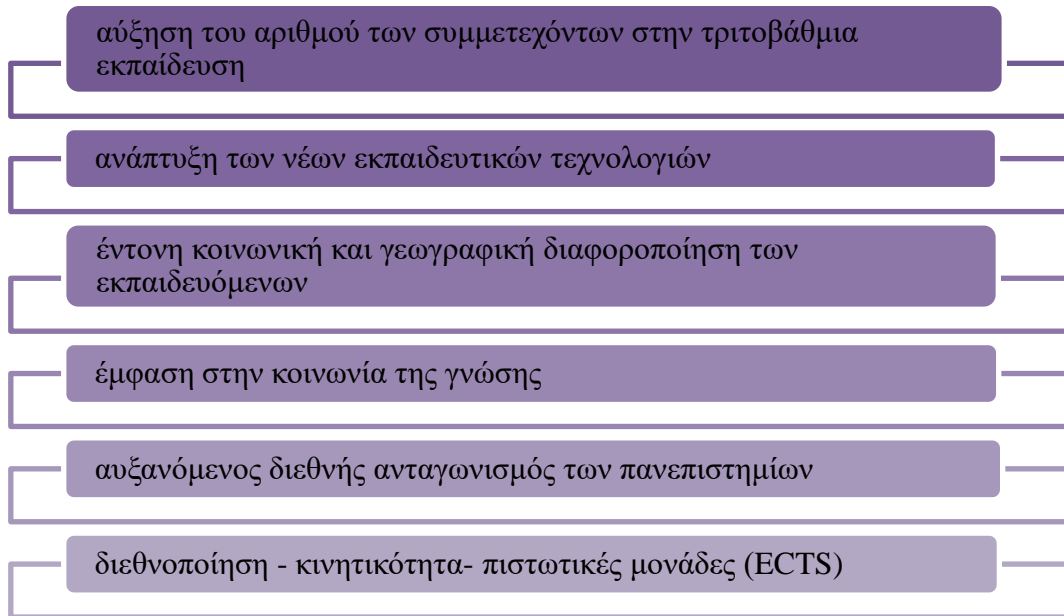 αύξηση του αριθμού των συμμετεχόντων στην τριτοβάθμια
εκπαίδευση
ανάπτυξη των νέων εκπαιδευτικών τεχνολογιών
έντονη κοινωνική και γεωγραφική διαφοροποίηση των
εκπαιδευόμενων
έμφαση στην κοινωνία της γνώσης
αυξανόμενος διεθνής ανταγωνισμός των πανεπιστημίων
διεθνοποίηση - κινητικότητα- πιστωτικές μονάδες (ECTS)